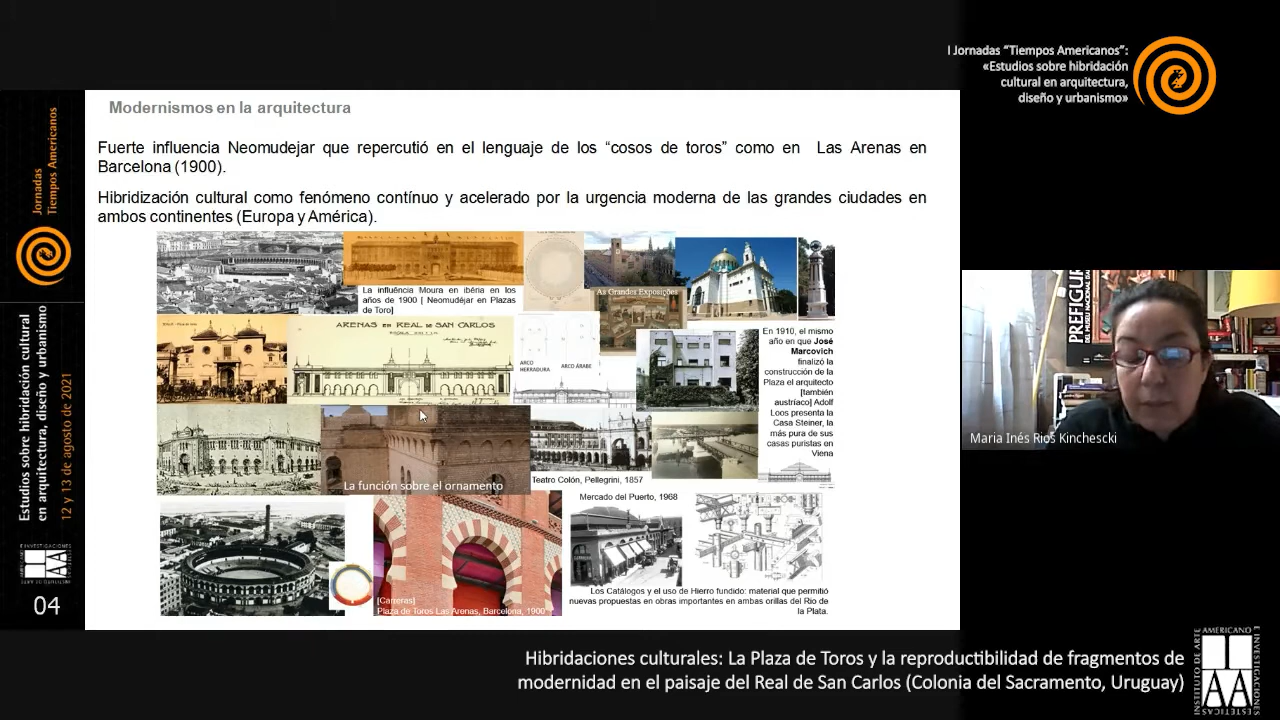 I Jornadas "Tiempos Americanos":
«Estudios sobre hibridación
cultural en arquitectura,
diseño y urbanismo»
Jornadas
Tiempos Americanos
Estudios sobre hibridación cultural
en arquitectura, diseño y urbanismo
12 y 13 de agosto de 2021
04
Modernismos en la arquitectura
Fuerte influencia Neomudejar que repercutió en el lenguaje de los “cosos de toros” como en Las Arenas en
Barcelona (1900).
Hibridización cultural como fenómeno contínuo y acelerado por la urgencia moderna de las grandes ciudades en
ambos continentes (Europa y América).
La influência Moura em ibéria en los
años de 1900 [ Neomudéjar en Plazas
de Toro]
As Grandes Exposições
ARENAS EN REAL DE SAN CARLOS
ARCO
HERRADURA
ARCO ÁRABE
En 1910, el mismo
año en que José
Marcovich
finalizó la
construcción de la
Plaza el arquitecto
[también
austríaco] Adolf
Loos presenta la
Casa Steiner, la
más pura de sus
casas puristas en
Viena
La función sobre el ornamento
Teatro Colón, Pellegrini, 1857
Mercado del Puerto, 1968
[Carreras]
Plaza de Toros Las Arenas, Barcelona, 1900
Los Catálogos y el uso de Hierro fundido: material que permitió
nuevas propuestas en obras importantes en ambas orillas del Río de
la Plata.
PREFIGU
DEL MUSEU NACIONAL DA
Maria Inés Rios Kinchescki
Hibridaciones culturales: La Plaza de Toros y la reproductibilidad de fragmentos de
modernidad en el paisaje del Real de San Carlos (Colonia del Sacramento, Uruguay)
INSTITUTO DE ARTE
AMERICANO
E INVESTIGACIONES
ESTÉTICAS
IAA